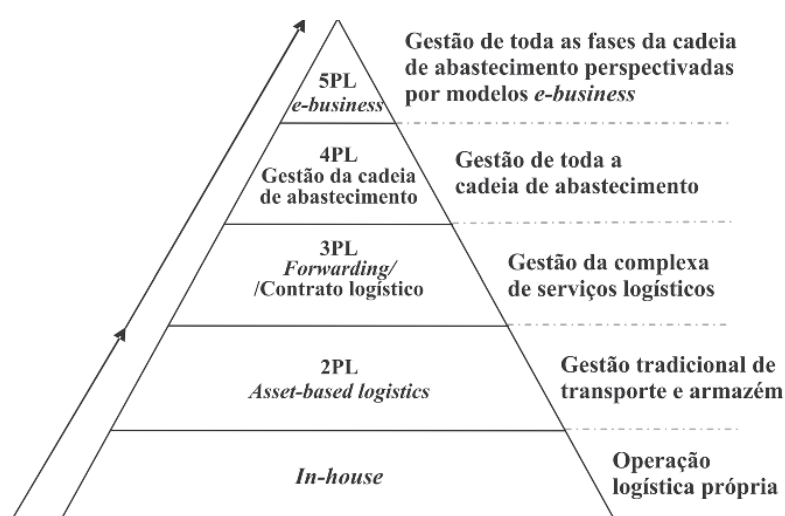 Gestão de toda as fases da cadeia
de abastecimento perspectivadas
por modelos e-business
5PL
e-business
4PL
Gestão da cadeia
de abastecimento
Gestão de toda a
cadeia de abastecimento
3PL
Forwarding/
/Contrato logístico
Gestão da complexa
de serviços logísticos
2PL
Asset-based logistics
Gestão tradicional de
transporte e armazém
In-house
Operação
logística própria